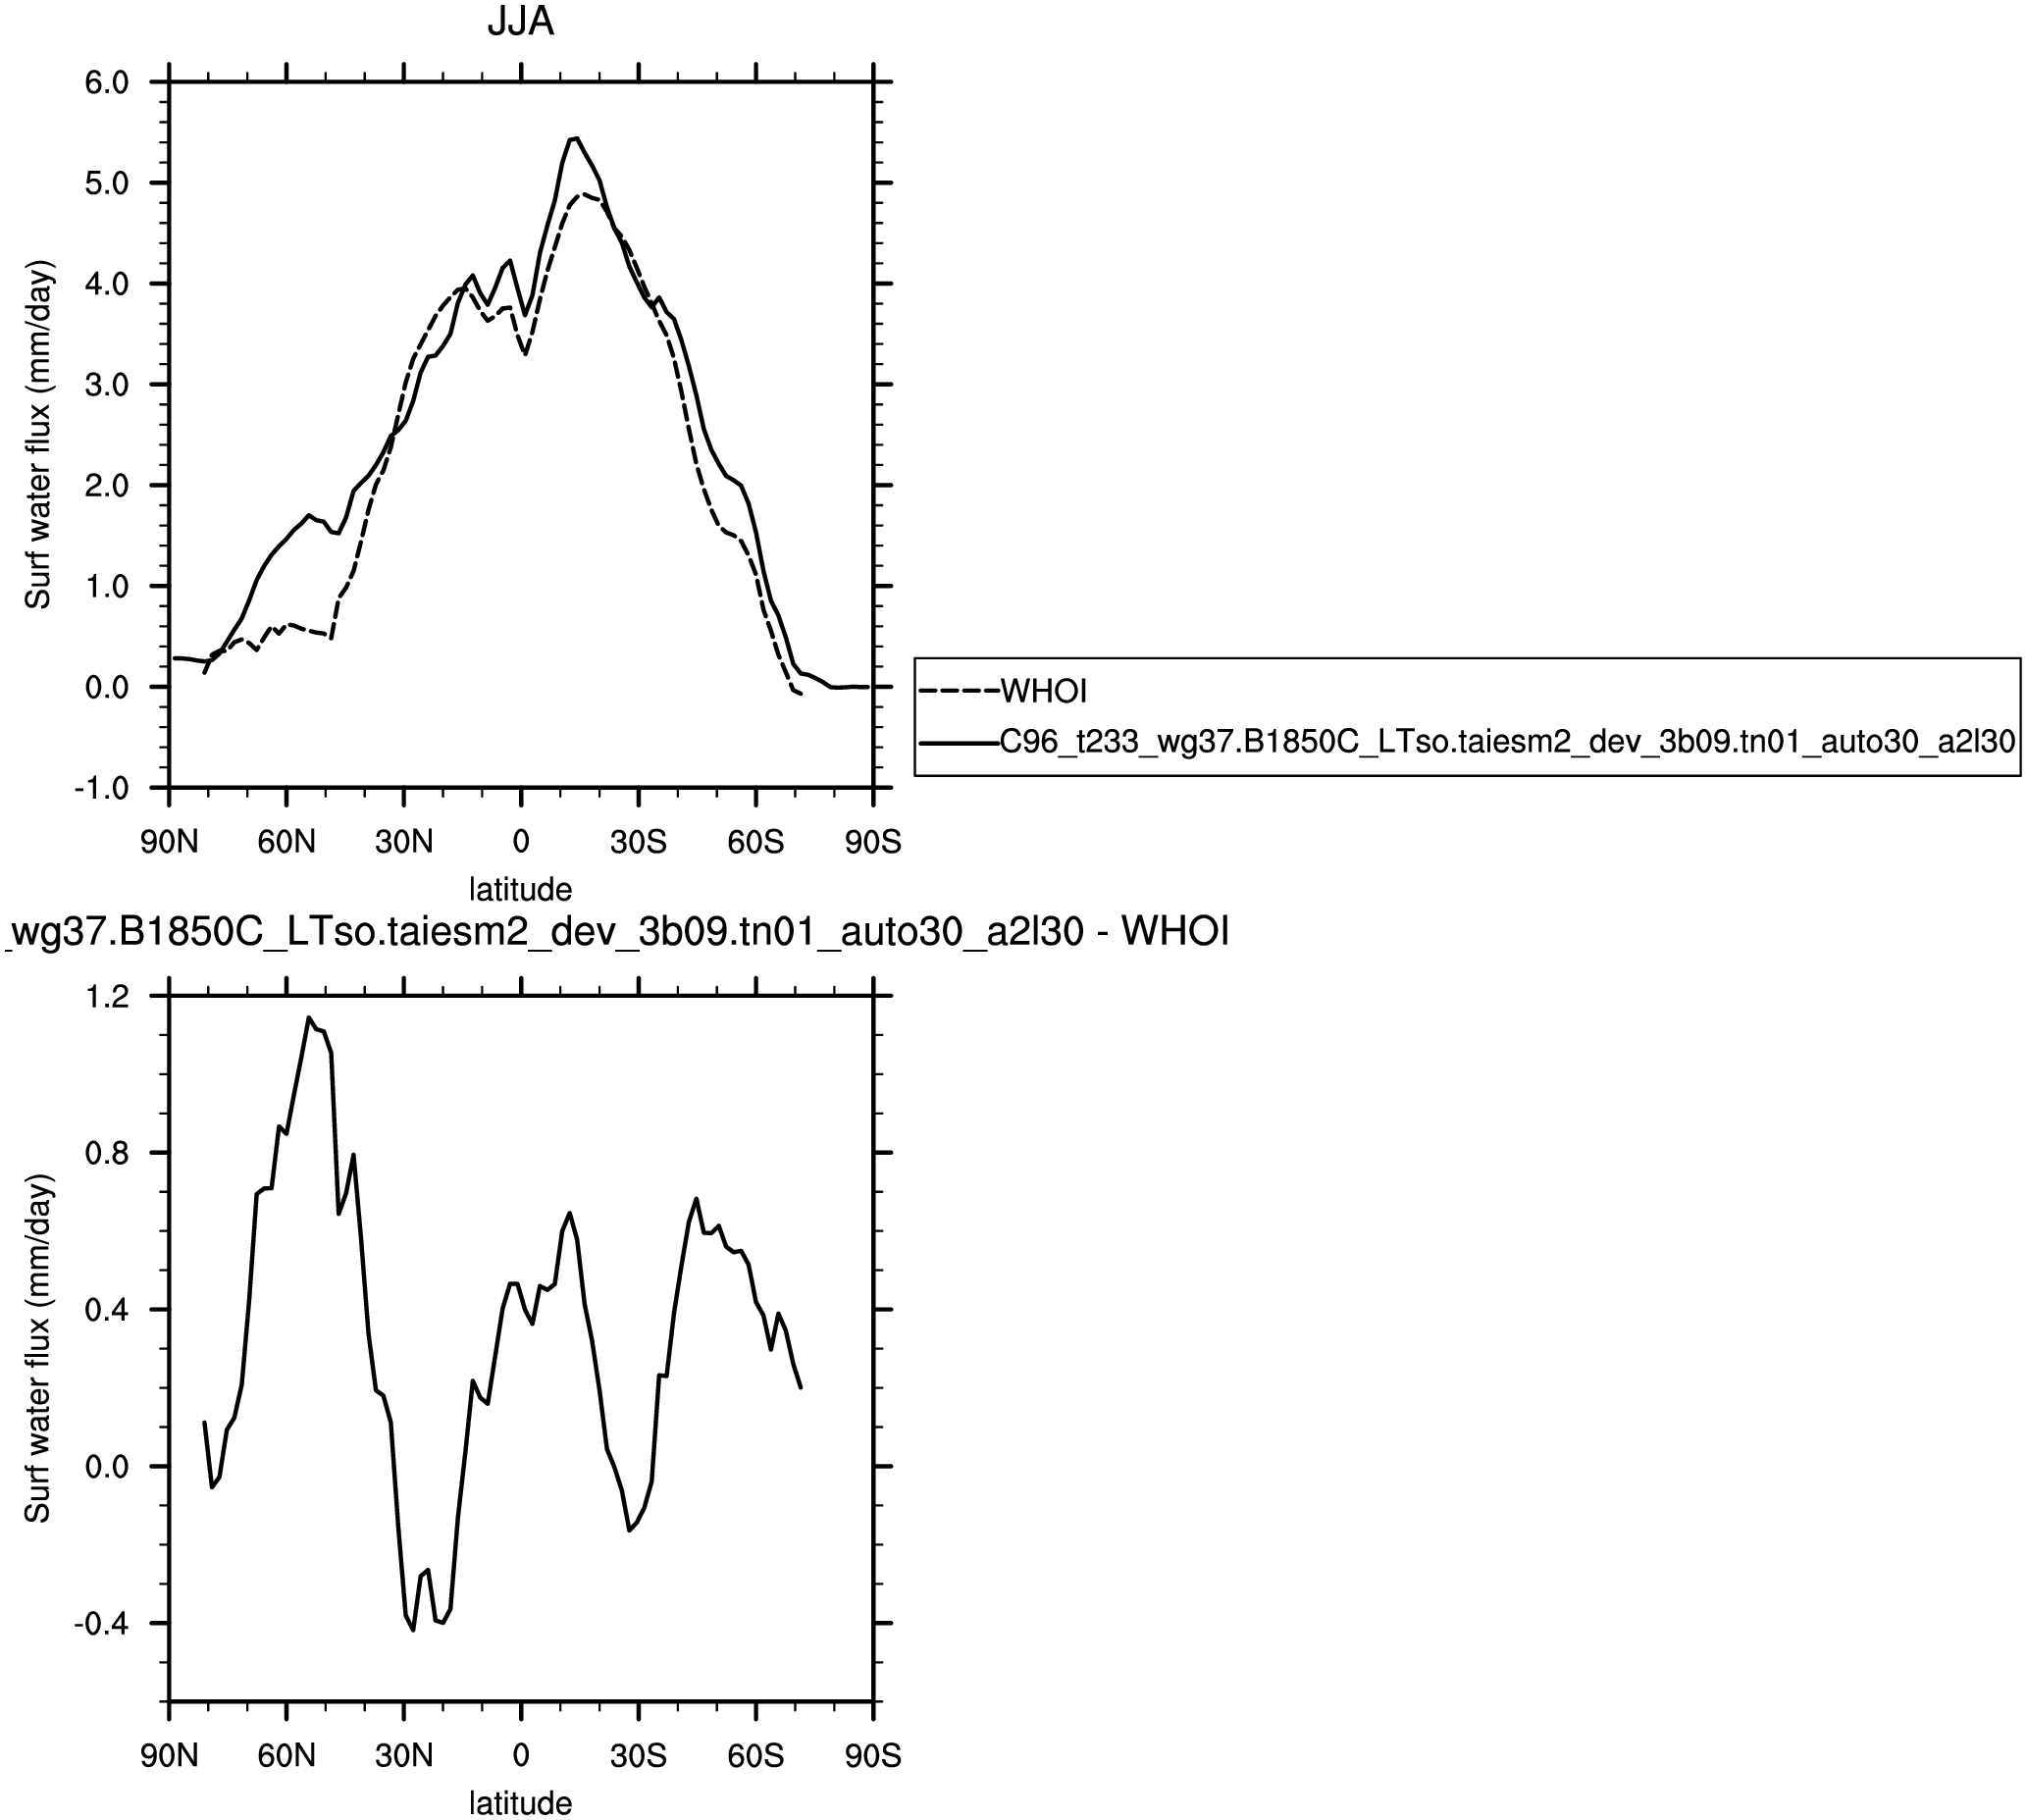 JJA
6.0
5.0
4.0
3.0
2.0
1.0
0.0
-1.0
Surf water flux (mm/day)
90N 60N 30N 0 30S 60S 90S
latitude
WHOI
C96_t233_wg37.B1850C_LTso.taiesm2_dev_3b09.tn01_auto30_a2l30
_wg37.B1850C_LTso.taiesm2_dev_3b09.tn01_auto30_a2l30 - WHOI
1.2
0.8
0.4
0.0
-0.4
Surf water flux (mm/day)
90N 60N 30N 0 30S 60S 90S
latitude